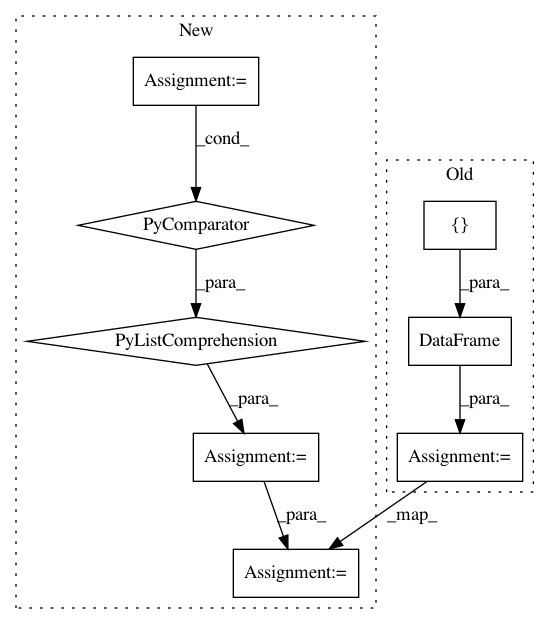 New
Assignment:=
_cond_
Old
PyComparator
{}
_para_
_para_
PyListComprehension
DataFrame
_para_
_para_
Assignment:=
Assignment:=
_para_
_map_
Assignment:=